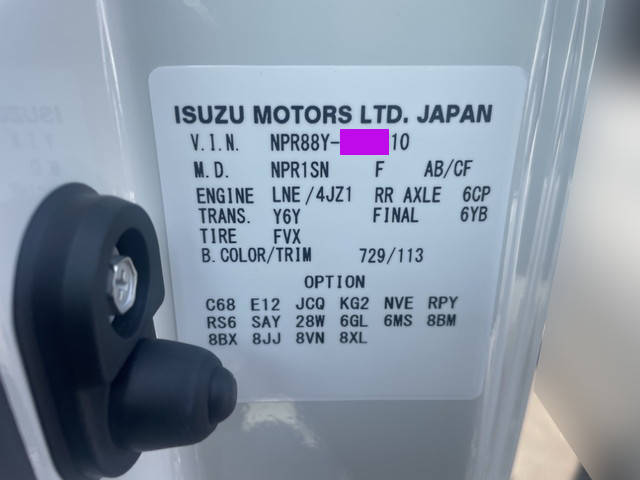 ISUZU MOTORS LTD. JAPAN
V.I.N. NPR88Y- 10
M.D. NPR1SN F AB/CF
ENGINE LNE/4JZ1 RR AXLE 6CP
TRANS. Y6Y FINAL 6YB
TIRE FVX
B.COLOR/TRIM 729/113
OPTION
C68 E12 JCQ KG2 NVE RPY
RS6 SAY 28W 6GL 6MS 8BM
8BX 8JJ 8VN 8XL